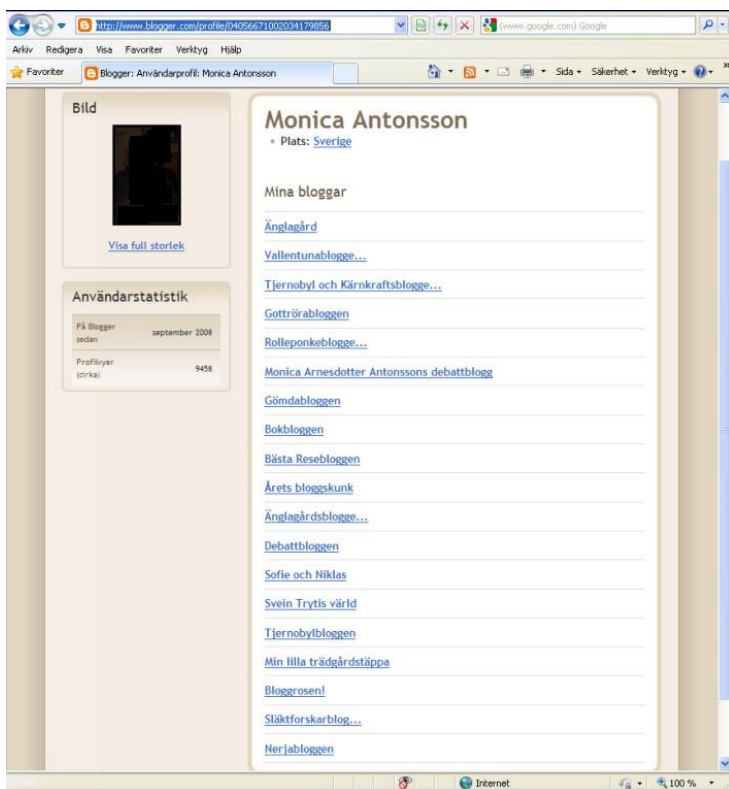 http://www.blogger.com/profile/04056671002034179856
(www.google.com) Google
Arkiv Redigera Visa Favoriter Verktyg Hjälp
Favoriter Blogger: Användarprofil: Monica Antonsson Sida Säkerhet Verktyg
Bild
Visa full storlek
Användarstatistik
På Blogger sedan september 2008
Profilvyer (cirka) 9458
Monica Antonsson
Plats: Sverige
Mina bloggar
Änglagård
Vallentunablogge...
Tjernobyl och Kärnkraftsblogge...
Gottrörabloggen
Rolleponkeblogge...
Monica Arnesdotter Antonssons debattblogg
Gömdabloggen
Bokbloggen
Bästa Resebloggen
Årets bloggskunk
Änglagårdsblogge...
Debattbloggen
Sofie och Niklas
Svein Trytis värld
Tjernobylbloggen
Min lilla trädgårdstäppa
Bloggrosen!
Släktforskarblog...
Nerjabloggen
Internet 100 %